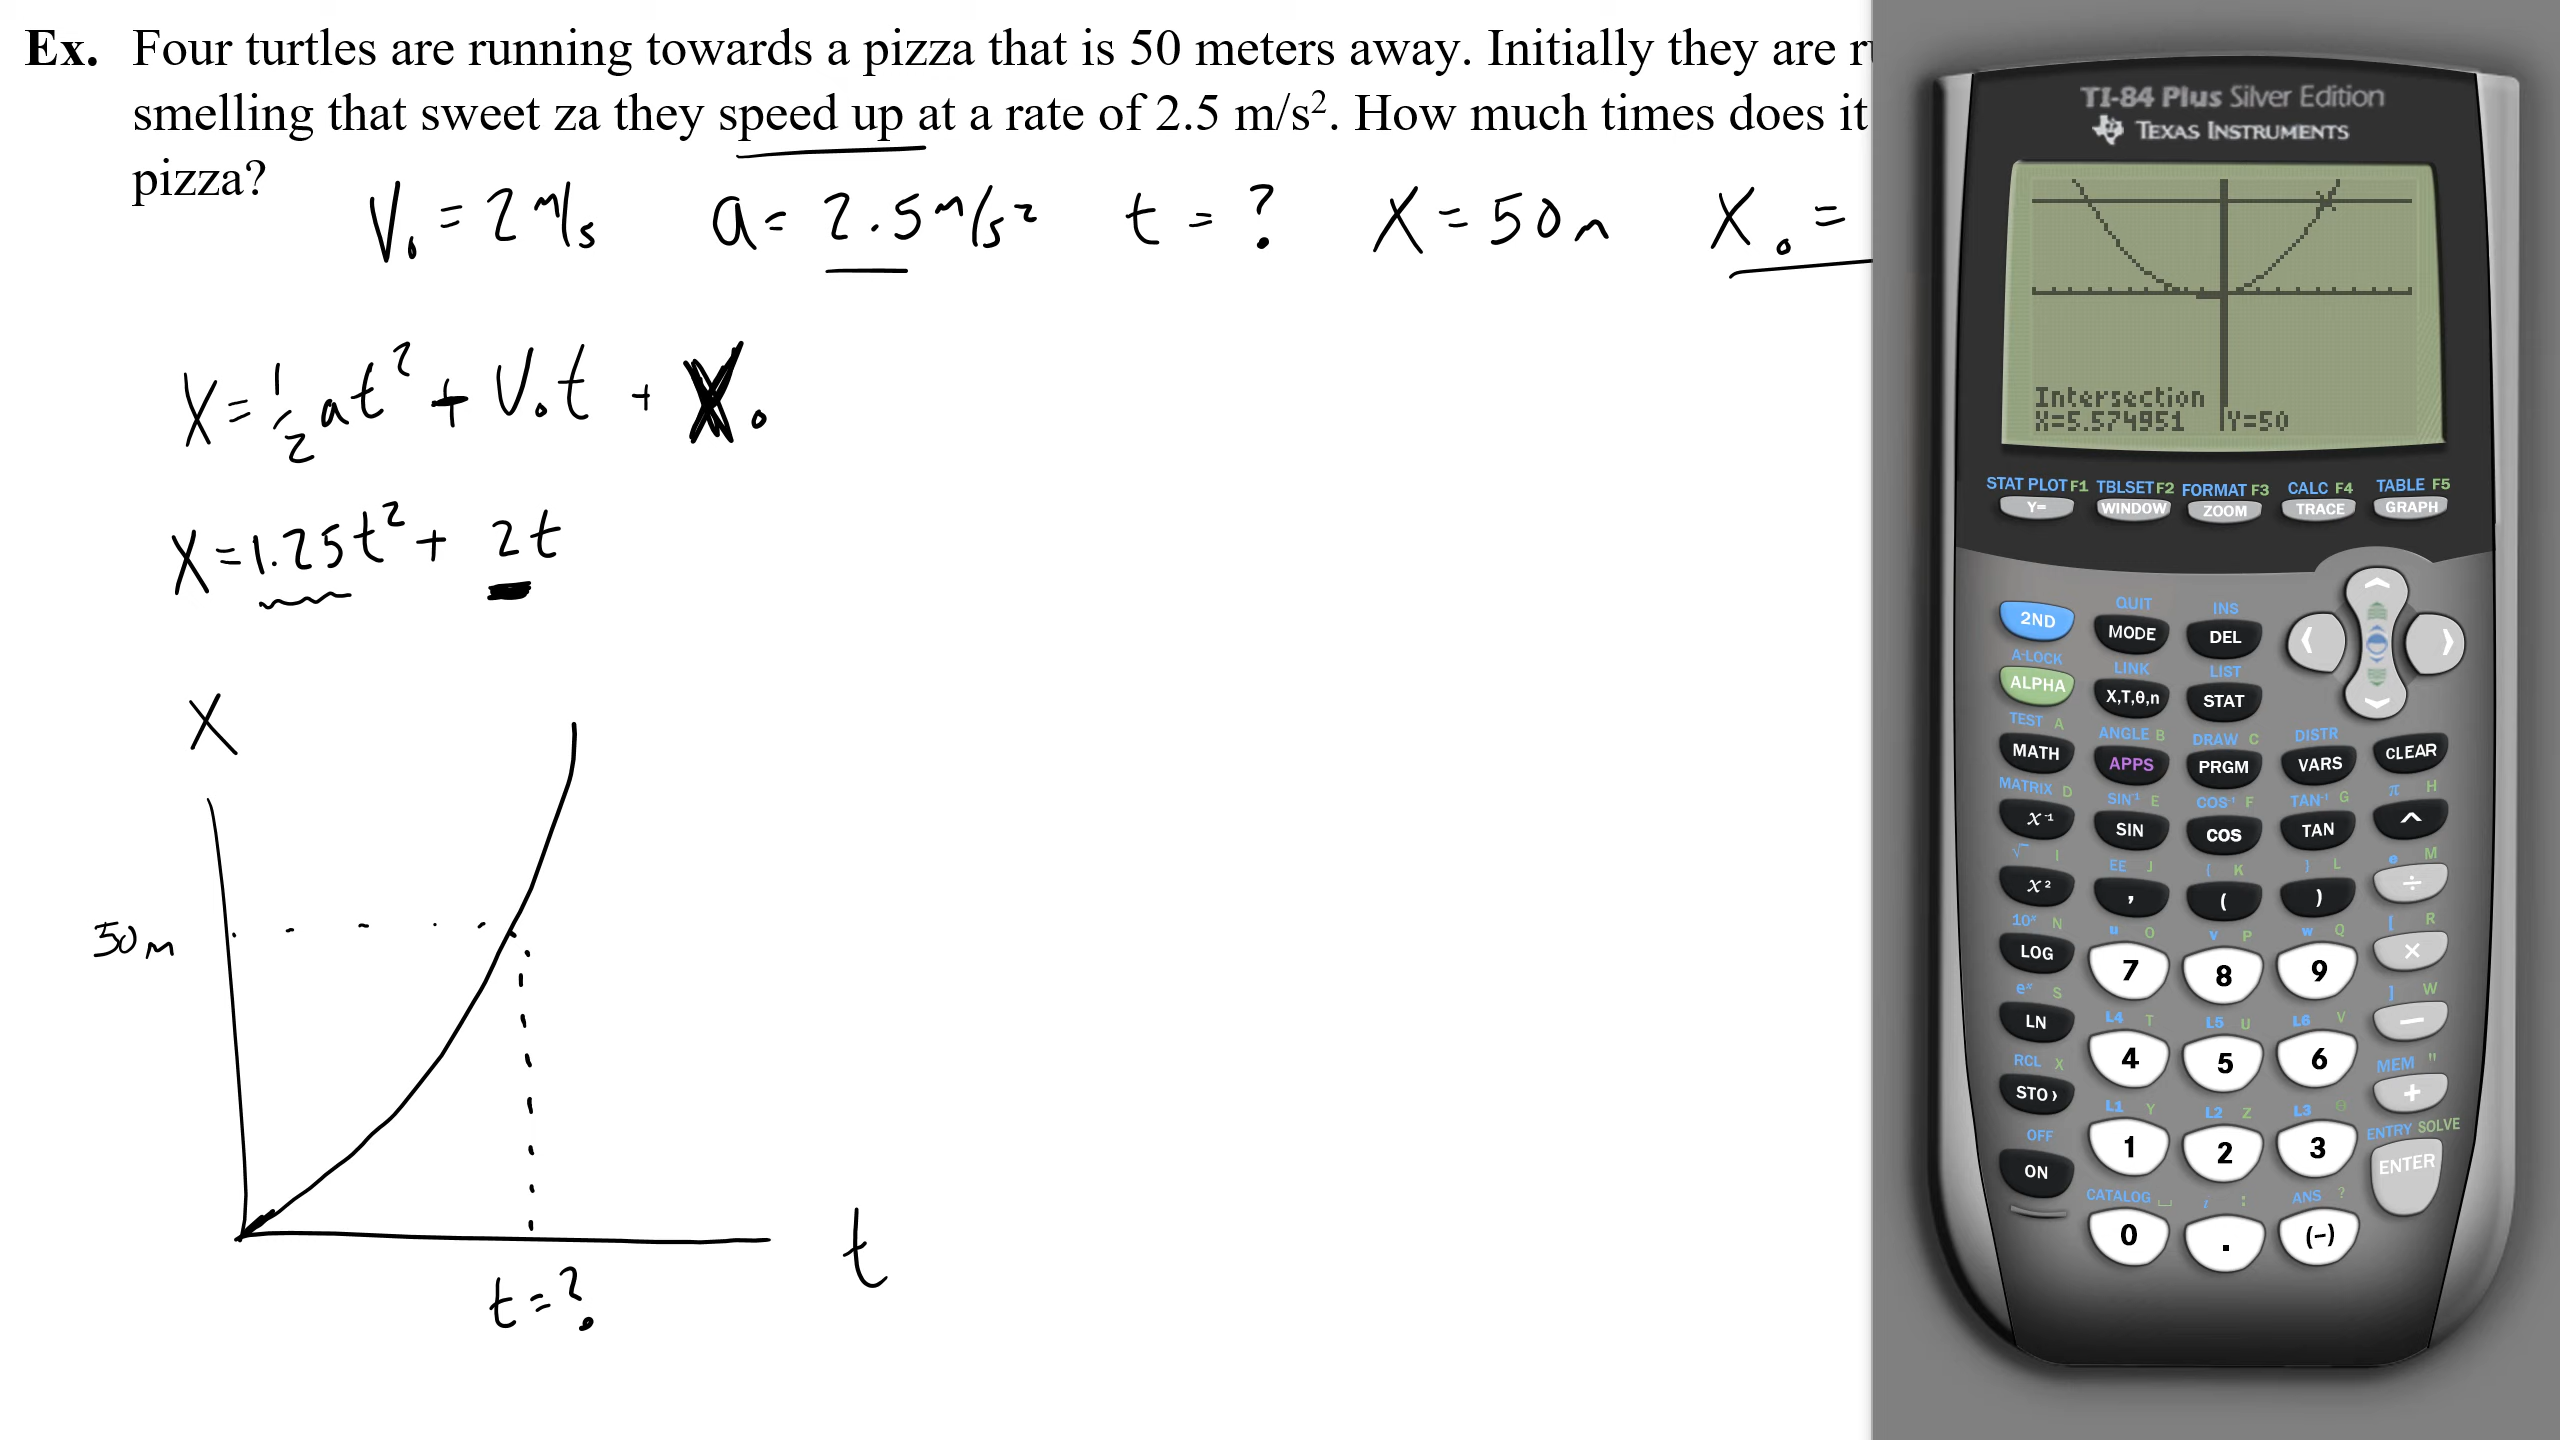 Ex. Four turtles are running towards a pizza that is 50 meters away. Initially they are r
smelling that sweet za they speed up at a rate of 2.5 m/s². How much times does it
pizza?
V₀ = 2 m/s a = 2.5 m/s² t = ? X = 50 m X₀ =
X = 1/2 at² + V₀t + X₀
X = 1.25t² + 2t
X
50 m
t
t = ?
TI-84 Plus Silver Edition
TEXAS INSTRUMENTS
Intersection
X=5.574951 Y=50
STAT PLOT F1 TBLSET F2 FORMAT F3 CALC F4 TABLE F5
Y= WINDOW ZOOM TRACE GRAPH
QUIT INS
2ND MODE DEL
A-LOCK LINK LIST
ALPHA X,T,θ,n STAT
TEST A ANGLE B DRAW C DISTR
MATH APPS PRGM VARS CLEAR
MATRIX D SIN⁻¹ E COS⁻¹ F TAN⁻¹ G π H
x⁻¹ SIN COS TAN ^
√ I EE J { K } L e M
x² , ( ) ÷
10ˣ N u O v P w Q [ R
LOG 7 8 9 ×
eˣ S L4 T L5 U L6 V ] W
LN 4 5 6 −
RCL X L1 Y L2 Z L3 θ MEM "
STO› 1 2 3 +
OFF CATALOG i : ANS ? ENTRY SOLVE
ON 0 . (-) ENTER